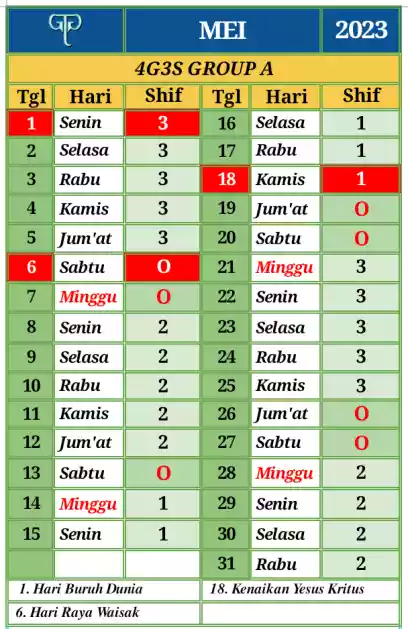 MEI 2023
4G3S GROUP A
Tgl Hari Shif Tgl Hari Shif
1 Senin 3 16 Selasa 1
2 Selasa 3 17 Rabu 1
3 Rabu 3 18 Kamis 1
4 Kamis 3 19 Jum'at O
5 Jum'at 3 20 Sabtu O
6 Sabtu O 21 Minggu 3
7 Minggu O 22 Senin 3
8 Senin 2 23 Selasa 3
9 Selasa 2 24 Rabu 3
10 Rabu 2 25 Kamis 3
11 Kamis 2 26 Jum'at O
12 Jum'at 2 27 Sabtu O
13 Sabtu O 28 Minggu 2
14 Minggu 1 29 Senin 2
15 Senin 1 30 Selasa 2
31 Rabu 2
1. Hari Buruh Dunia 18. Kenaikan Yesus Kritus
6. Hari Raya Waisak